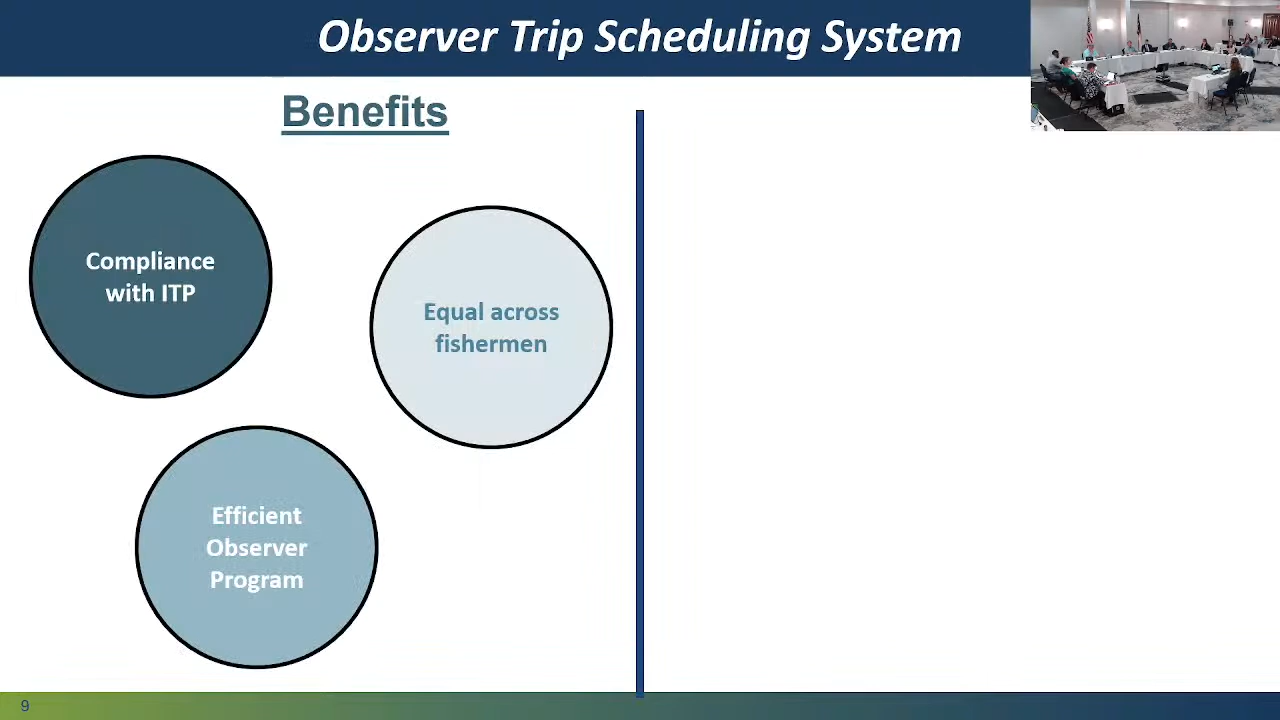 Observer Trip Scheduling System
Benefits
Compliance
with ITP
Equal across
fishermen
Efficient
Observer
Program
9